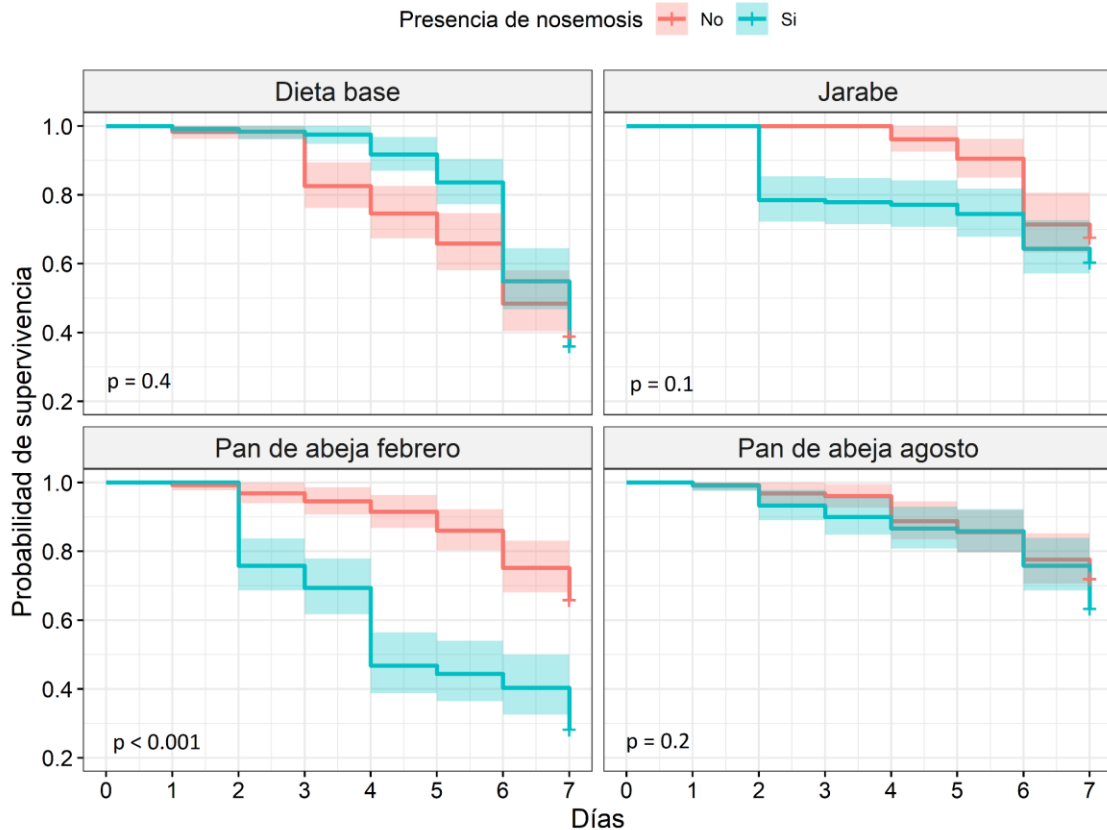 Presencia de nosemosis No Si
Dieta base
Jarabe
Probabilidad de supervivencia
1.0
0.8
0.6
0.4
0.2
p = 0.4
p = 0.1
Pan de abeja febrero
Pan de abeja agosto
1.0
0.8
0.6
0.4
0.2
p < 0.001
p = 0.2
0 1 2 3 4 5 6 7
0 1 2 3 4 5 6 7
Días